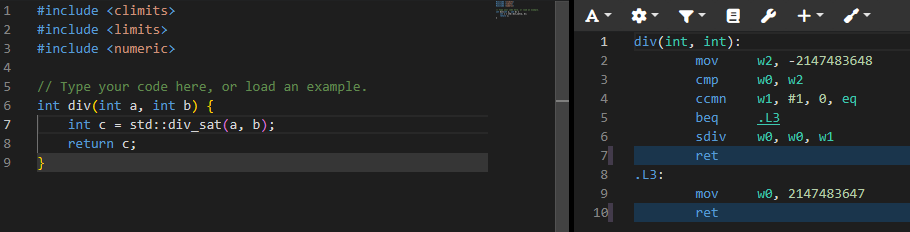 1 #include <climits>
2 #include <limits>
3 #include <numeric>
4
5 // Type your code here, or load an example.
6 int div(int a, int b) {
7     int c = std::div_sat(a, b);
8     return c;
9 }
A
1 div(int, int):
2         mov     w2, -2147483648
3         cmp     w0, w2
4         ccmn    w1, #1, 0, eq
5         beq     .L3
6         sdiv    w0, w0, w1
7         ret
8 .L3:
9         mov     w0, 2147483647
10        ret